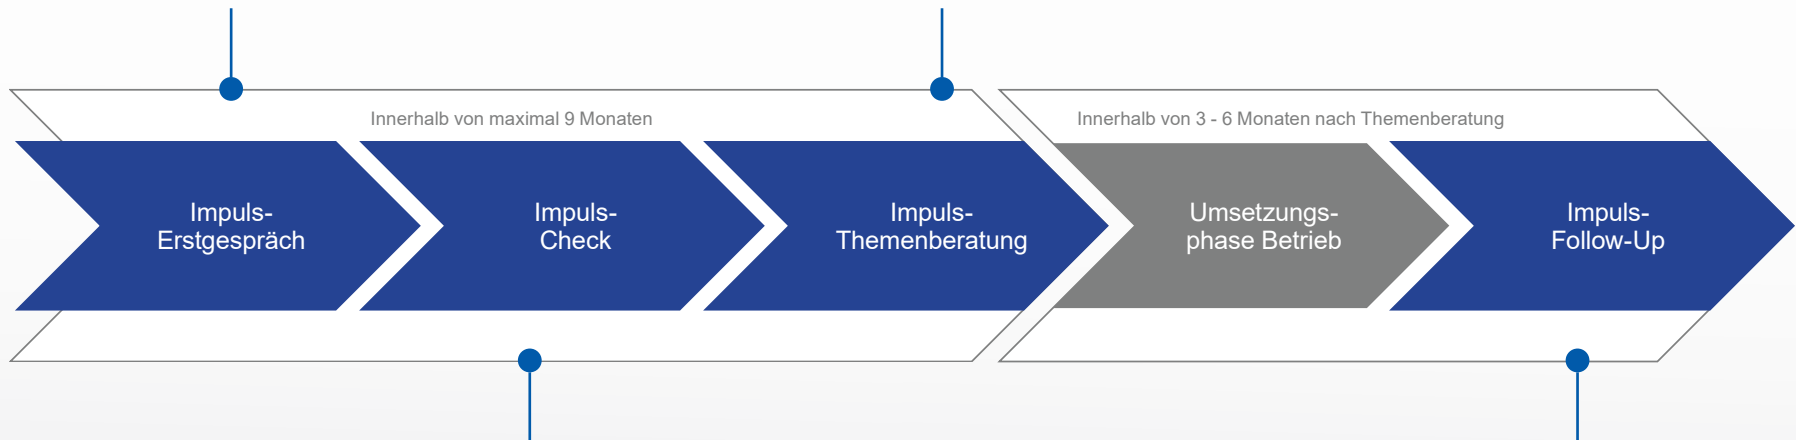 Innerhalb von maximal 9 Monaten
Innerhalb von 3 - 6 Monaten nach Themenberatung
Impuls-
Erstgespräch
Impuls-
Check
Impuls-
Themenberatung
Umsetzungs-
phase Betrieb
Impuls-
Follow-Up